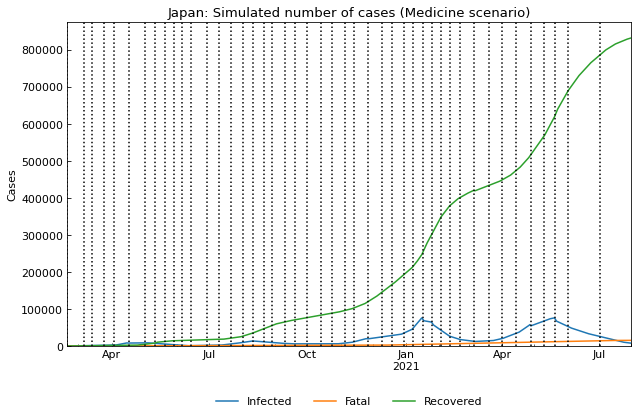 Japan: Simulated number of cases (Medicine scenario)
800000
700000
600000
500000
400000
300000
200000
100000
0
Cases
Apr
Jul
Oct
Jan
2021
Apr
Jul
Infected
Fatal
Recovered